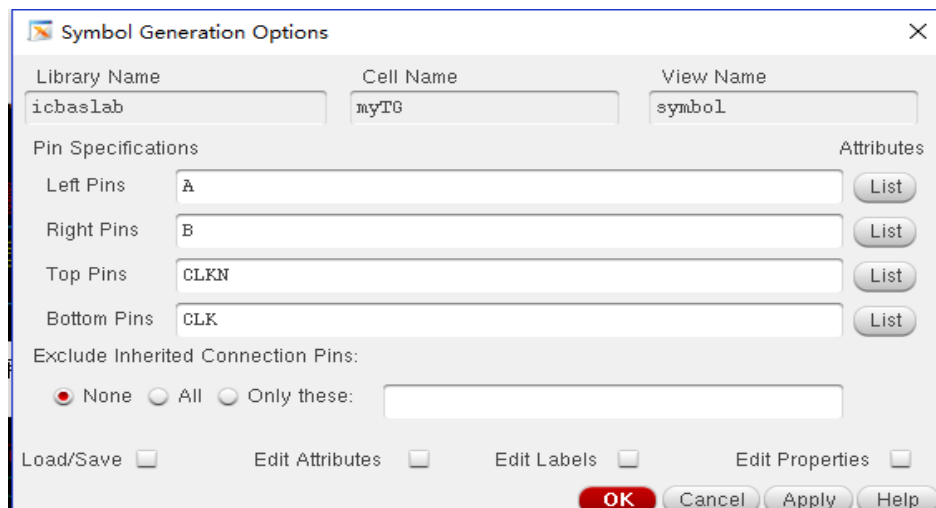 Symbol Generation Options
Library Name Cell Name View Name
icbaslab myTG symbol
Pin Specifications Attributes
Left Pins A List
Right Pins B List
Top Pins CLKN List
Bottom Pins CLK List
Exclude Inherited Connection Pins:
None All Only these:
Load/Save Edit Attributes Edit Labels Edit Properties
OK Cancel Apply Help